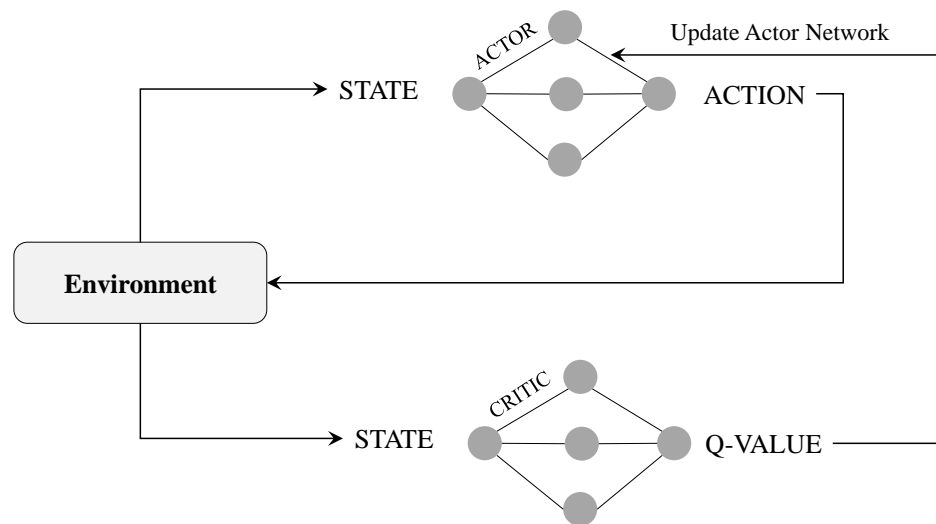 Update Actor Network
ACTOR
STATE
ACTION
Environment
CRITIC
STATE
Q-VALUE